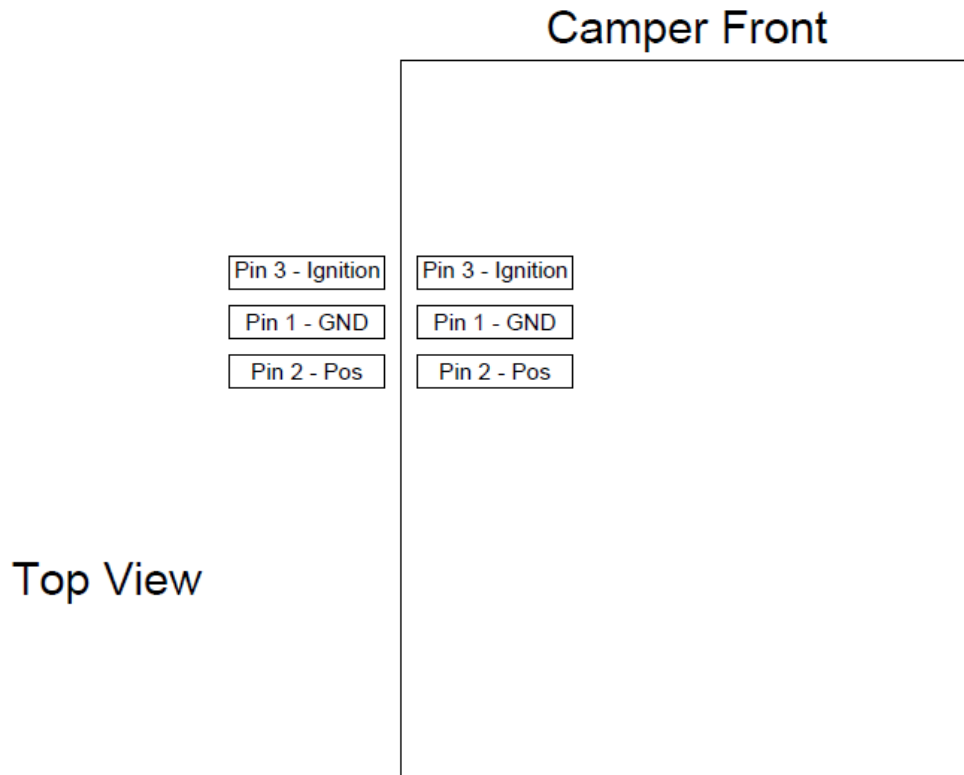 Camper Front
Pin 3 - Ignition
Pin 3 - Ignition
Pin 1 - GND
Pin 1 - GND
Pin 2 - Pos
Pin 2 - Pos
Top View